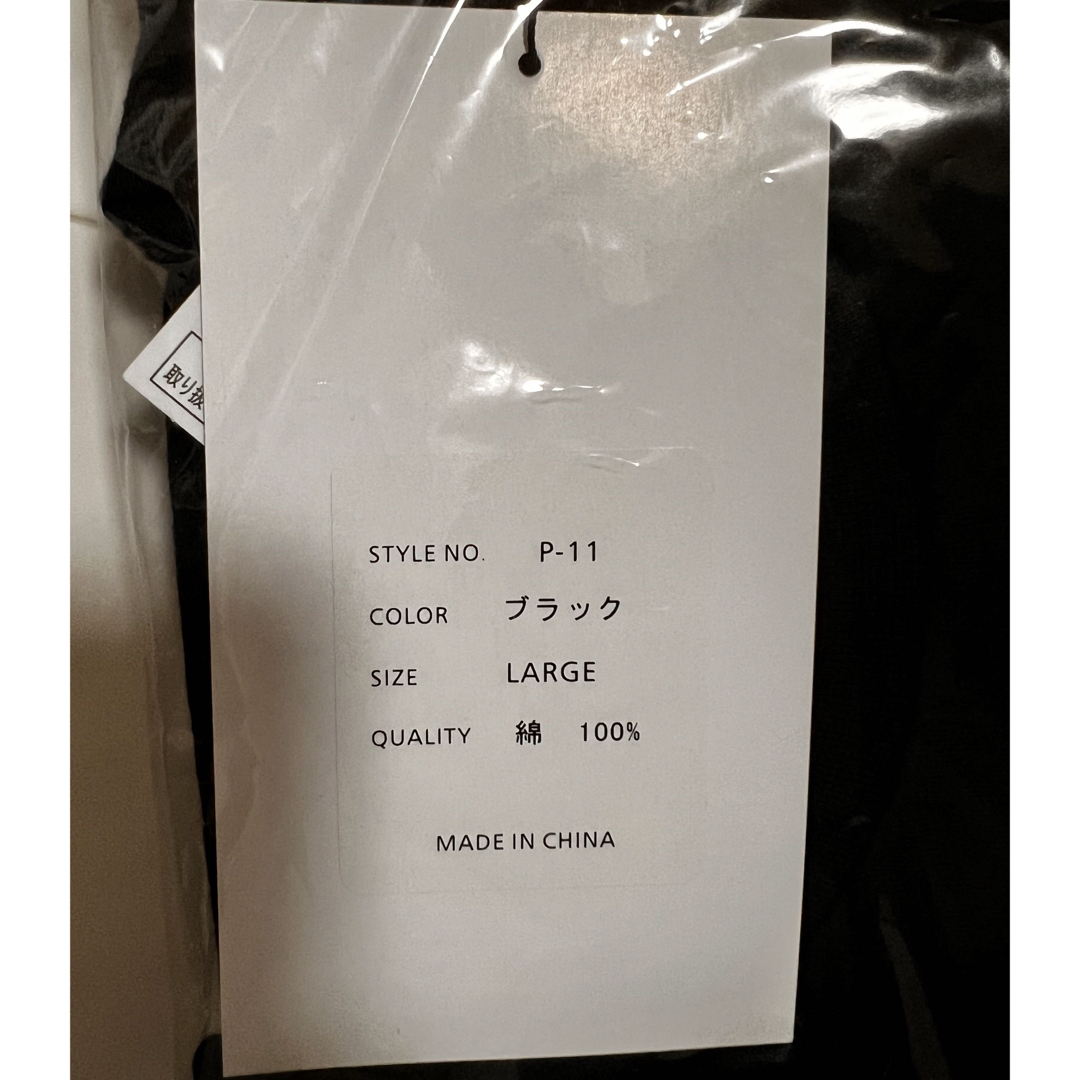 取り扱
STYLE NO. P-11
COLOR ブラック
SIZE LARGE
QUALITY 綿 100%
MADE IN CHINA